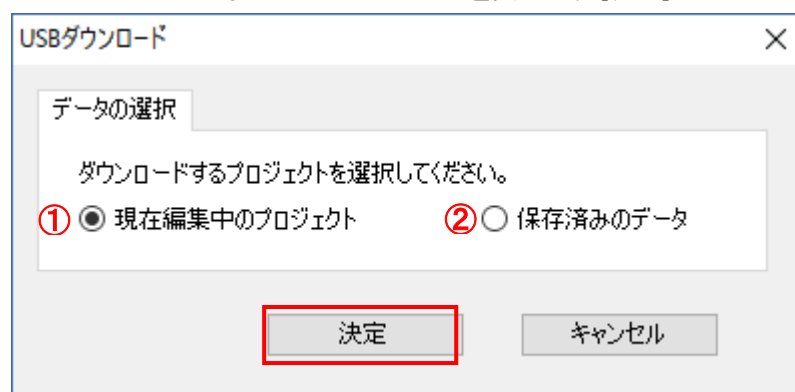 USBダウンロード
データの選択
ダウンロードするプロジェクトを選択してください。
① 現在編集中のプロジェクト ② 保存済みのデータ
決定 キャンセル